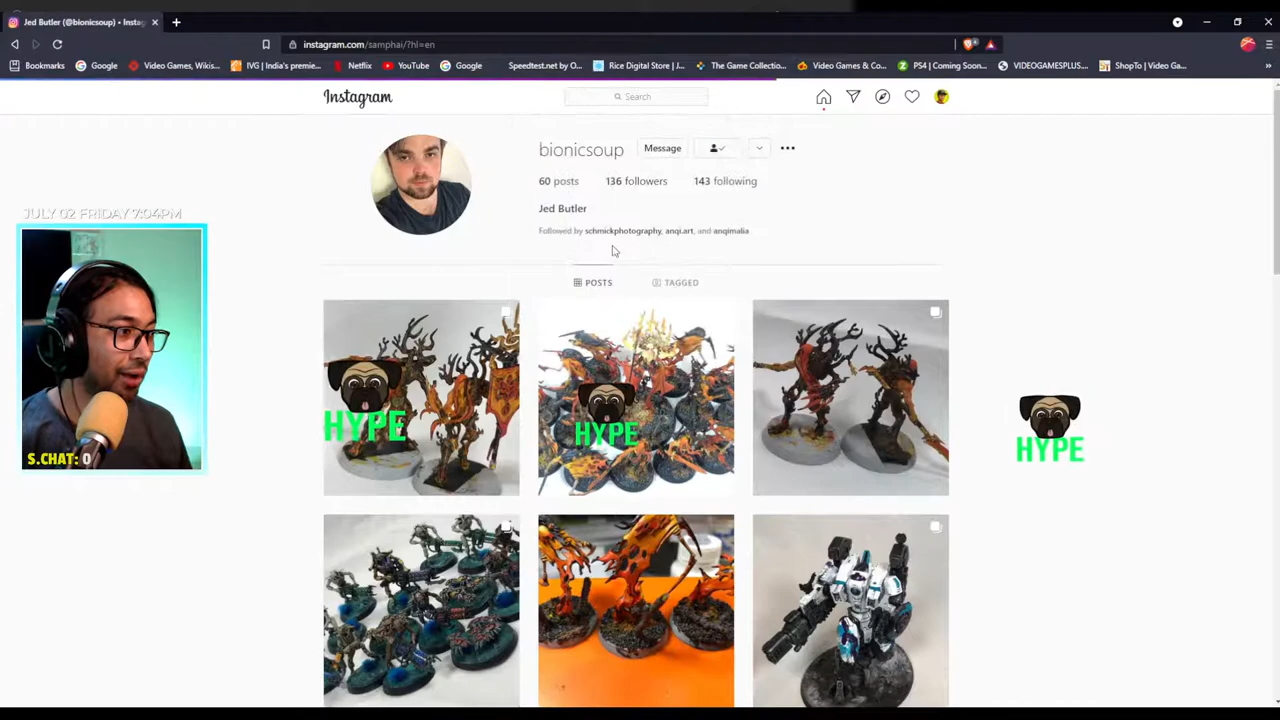 Jed Butler (@bionicsoup) • Instag
instagram.com/samphai/?hl=en
Bookmarks
Google
Video Games, Wikis...
IVG | India's premie...
Netflix
YouTube
Google
Speedtest.net by O...
Rice Digital Store | J...
The Game Collectio...
Video Games & Co...
PS4 | Coming Soon...
VIDEOGAMESPLUS...
ShopTo | Video Ga...
»
Instagram
Search
bionicsoup
Message
60 posts
136 followers
143 following
Jed Butler
Followed by schmickphotography, anqi.art, and anqimalia
JULY 02 FRIDAY 7:04PM
POSTS
TAGGED
HYPE
HYPE
HYPE
S.CHAT: 0